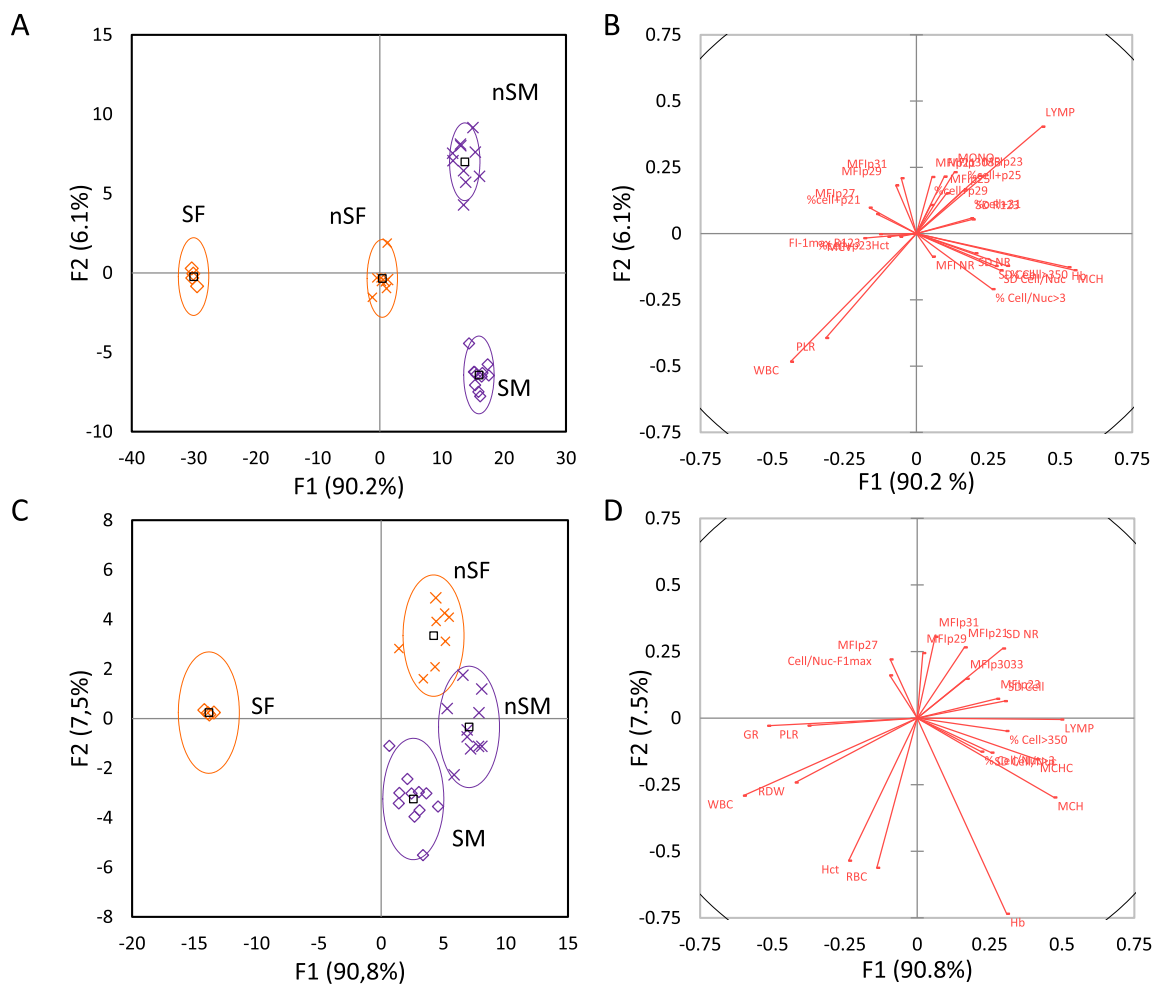 A
B
15
10
5
0
-5
-10
F2 (6.1%)
nSM
SF
nSF
SM
-40
-30
-20
-10
0
10
20
30
F1 (90.2%)
0.75
0.5
0.25
0
-0.25
-0.5
-0.75
F2 (6.1%)
LYMP
MONO
MFIp31
MFIp29
%cell+p25
%cell+p29
MFIp27
%cell+p21
FI-1max R123
MFI NR
SD NR
SD Cell/Nuc
MCH
% Cell/Nuc>3
PLR
WBC
-0.75
-0.5
-0.25
0
0.25
0.5
0.75
F1 (90.2 %)
C
D
8
6
4
2
0
-2
-4
-6
-8
F2 (7,5%)
nSF
SF
nSM
SM
-20
-15
-10
-5
0
5
10
15
F1 (90,8%)
0.75
0.5
0.25
0
-0.25
-0.5
-0.75
F2 (7.5%)
MFIp31
MFIp21
SD NR
MFIp27
MFIp29
Cell/Nuc-F1max
MFIp3033
MFIp23
SD Cell
GR
PLR
LYMP
% Cell>350
MCHC
WBC
RDW
MCH
Hct
RBC
Hb
-0.75
-0.5
-0.25
0
0.25
0.5
0.75
F1 (90.8%)